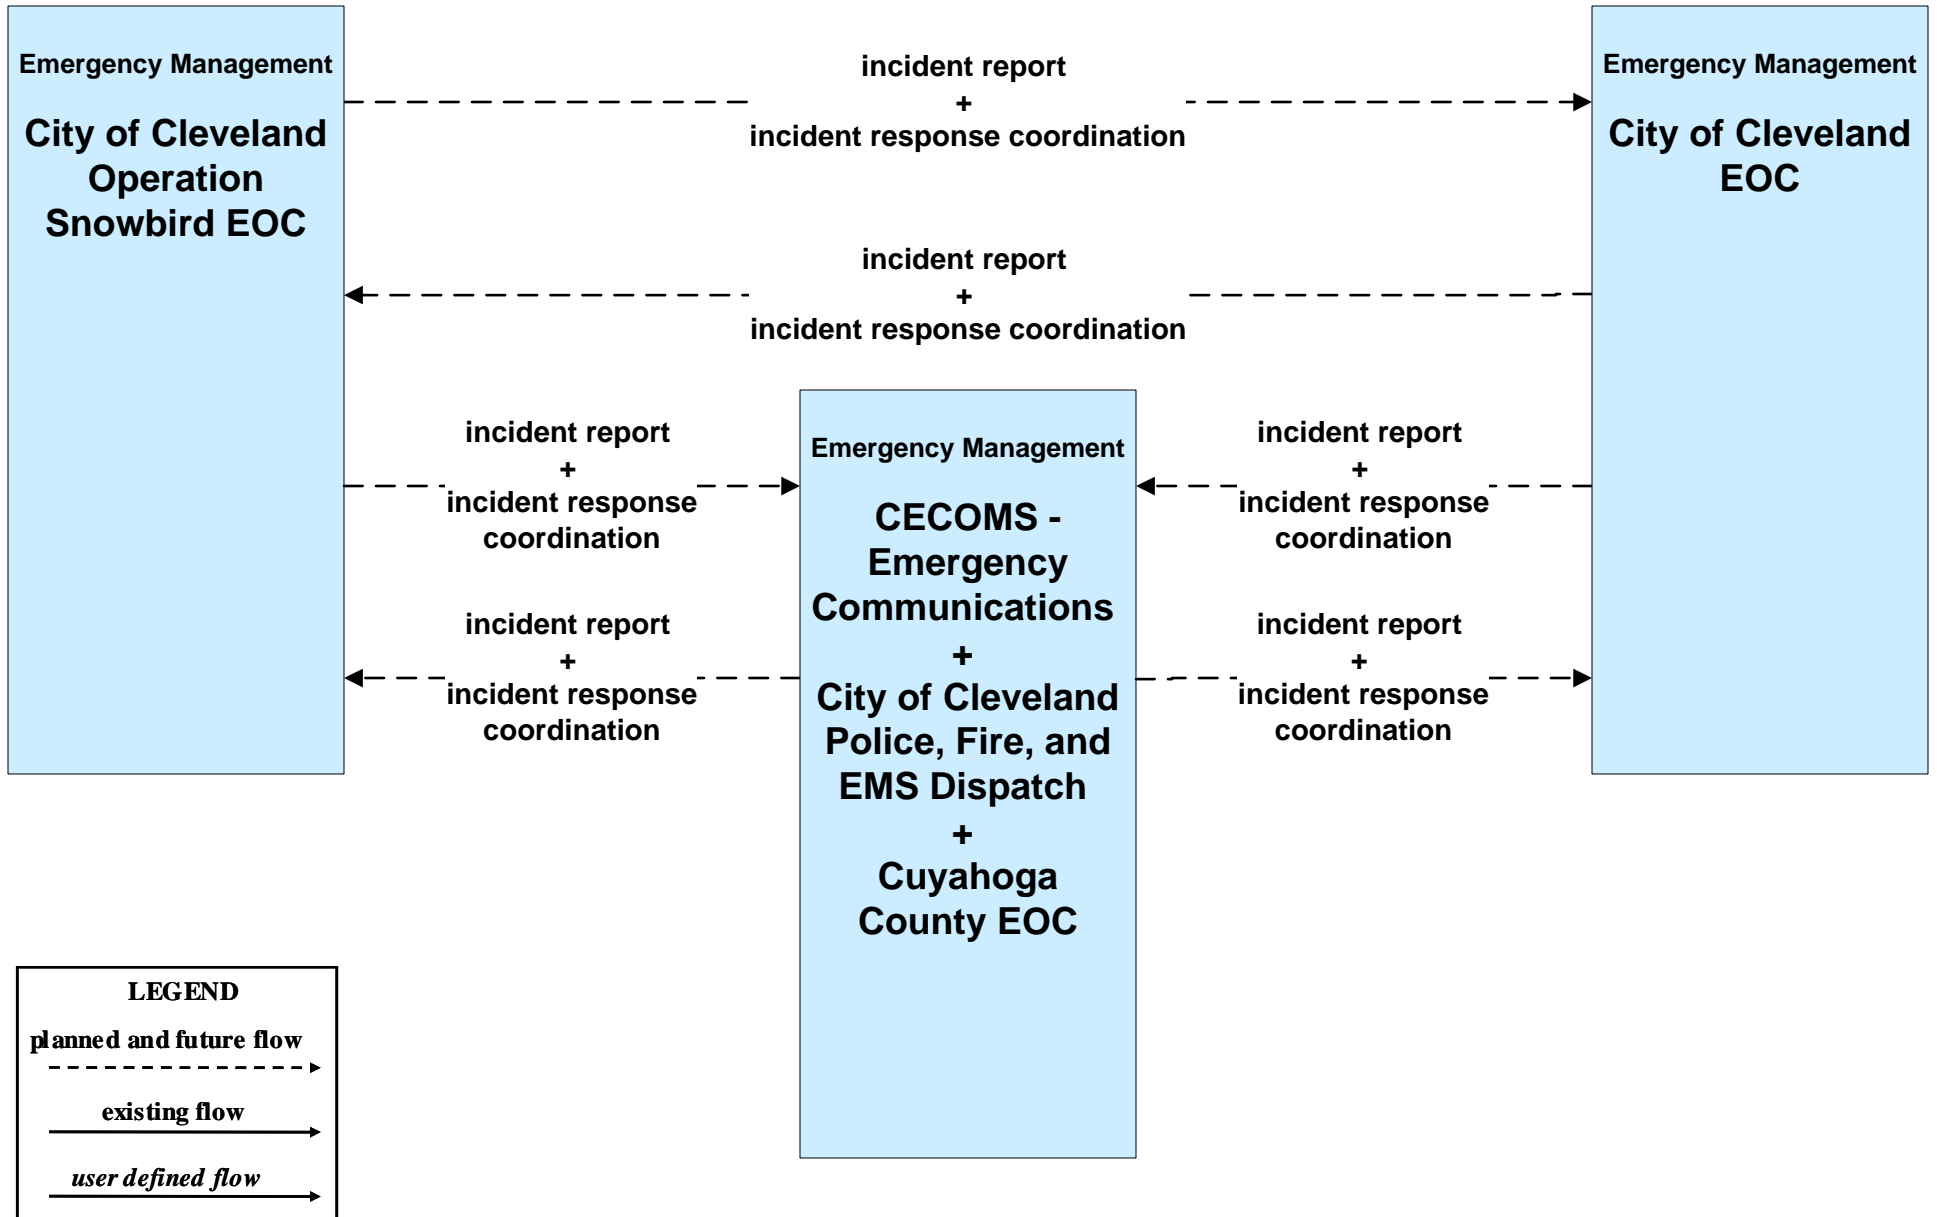 Emergency Management
City of Cleveland
Operation
Snowbird EOC
incident report
+
incident response coordination
Emergency Management
City of Cleveland
EOC
incident report
+
incident response coordination
incident report
+
incident response
coordination
incident report
+
incident response
coordination
Emergency Management
CECOMS -
Emergency
Communications
+
City of Cleveland
Police, Fire, and
EMS Dispatch
+
Cuyahoga
County EOC
incident report
+
incident response
coordination
incident report
+
incident response
coordination
LEGEND
planned and future flow
existing flow
user defined flow